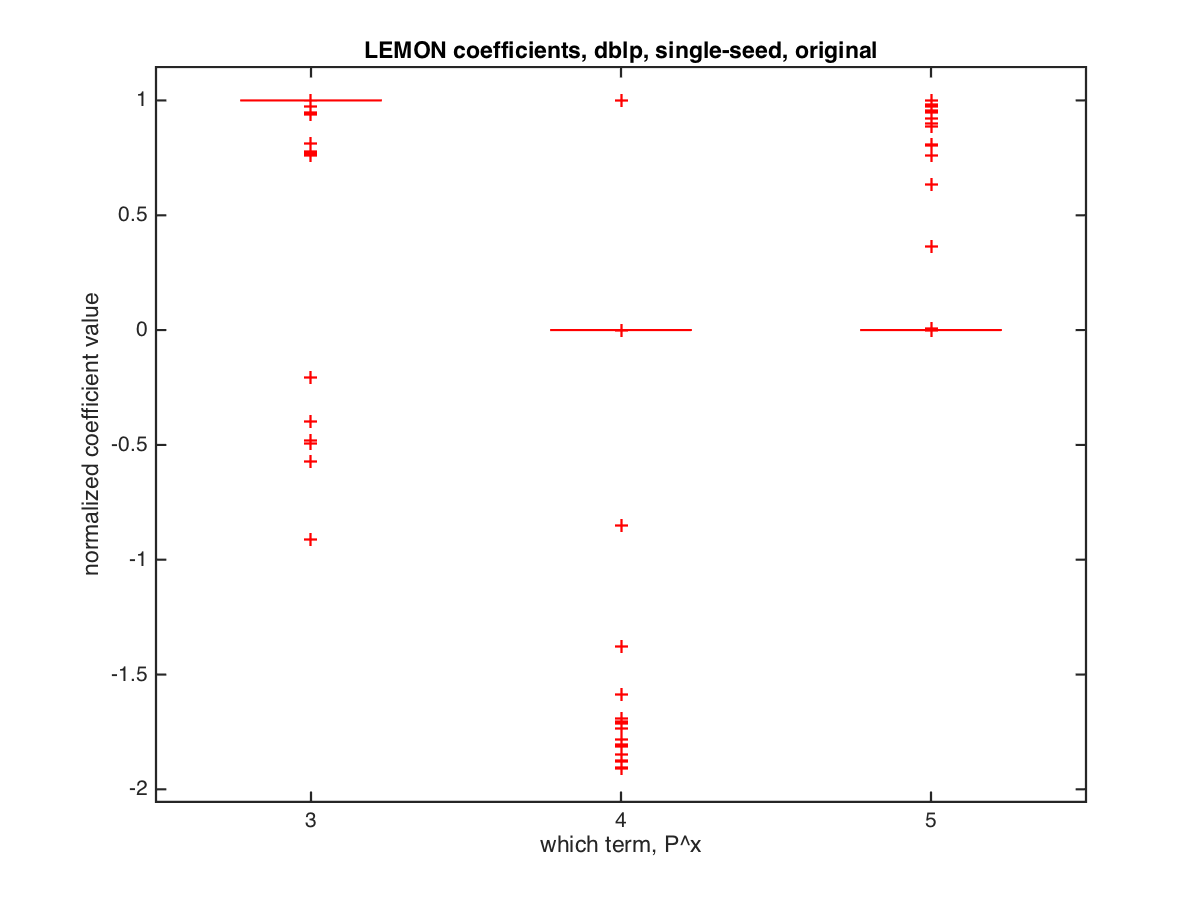 LEMON coefficients, dblp, single-seed, original
normalized coefficient value
1
0.5
0
-0.5
-1
-1.5
-2
3 4 5
which term, P^x